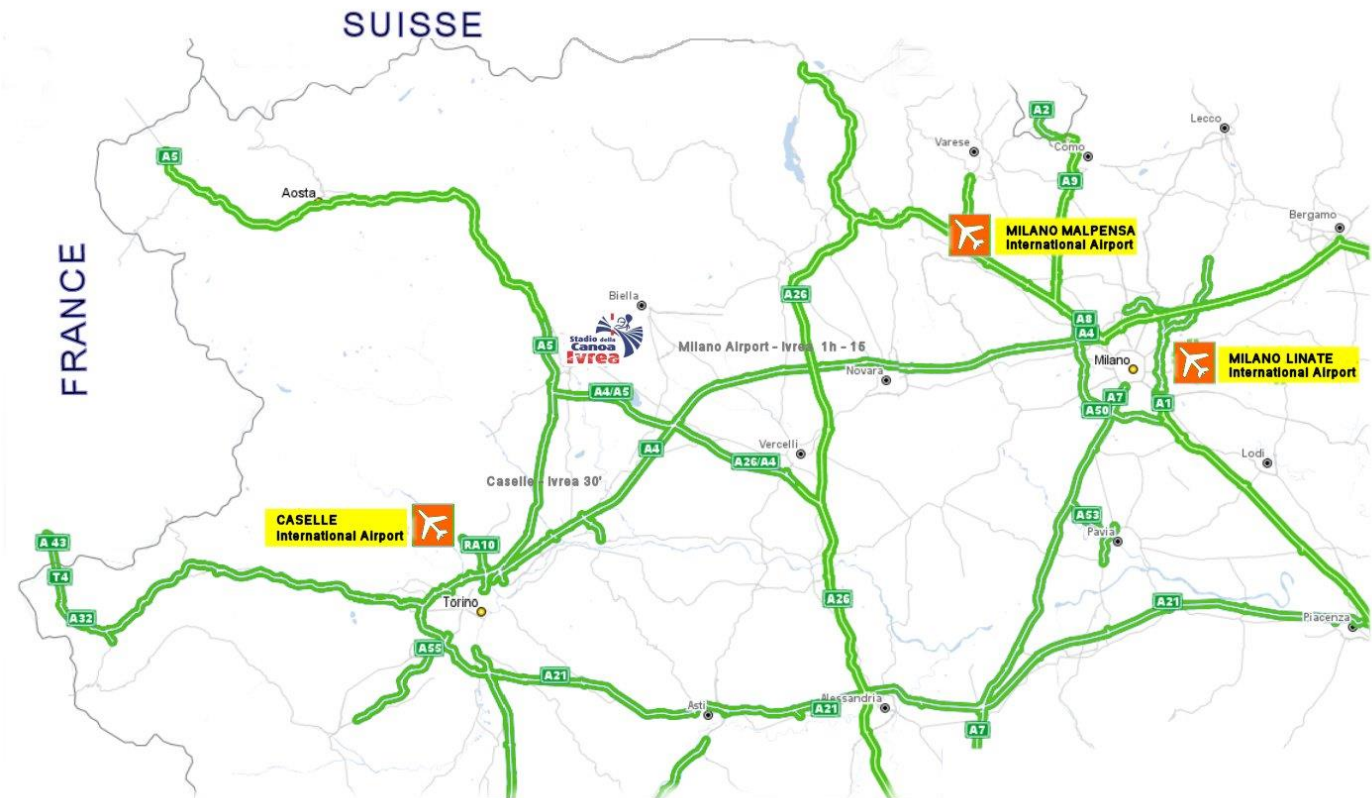 SUISSE
A2
Lecco
Varese
Como
A5
A9
Aosta
Bergamo
MILANO MALPENSA
International Airport
FRANCE
A26
Biella
A8
A4
Stadio della
Canoa
Ivrea
A5
Milano Airport - Ivrea 1h - 15
Milano
MILANO LINATE
International Airport
Novara
A4/A5
A7
A50
A1
Vercelli
A4
A26/A4
Lodi
Caselle - Ivrea 30'
CASELLE
International Airport
A53
Pavia
A 43
RA10
T4
Torino
A26
A21
A32
Piacenza
A55
A21
Asti
Alessandria
A21
A7